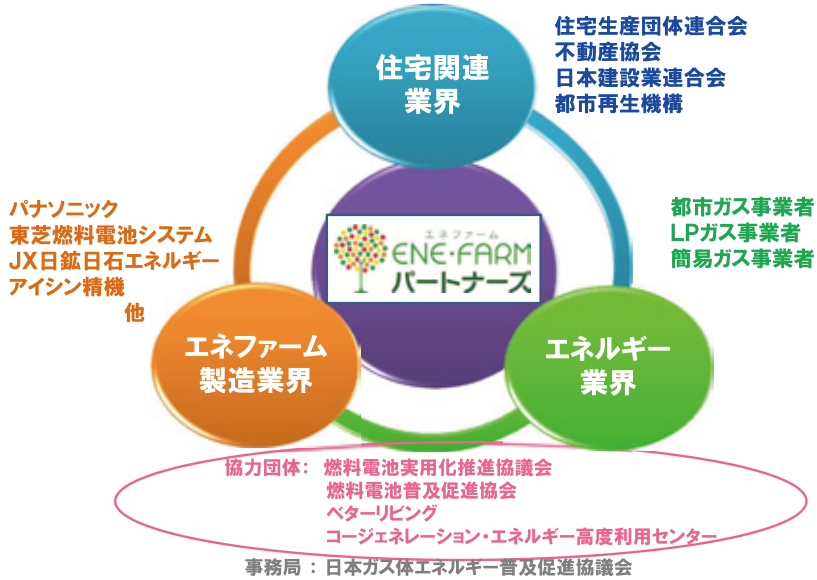 住宅関連
業界
住宅生産団体連合会
不動産協会
日本建設業連合会
都市再生機構
パナソニック
東芝燃料電池システム
JX日鉱日石エネルギー
アイシン精機
他
エネファーム
ENE・FARM
パートナーズ
都市ガス事業者
LPガス事業者
簡易ガス事業者
エネファーム
製造業界
エネルギー
業界
協力団体： 燃料電池実用化推進協議会
燃料電池普及促進協会
ベターリビング
コージェネレーション・エネルギー高度利用センター
事務局 ： 日本ガス体エネルギー普及促進協議会